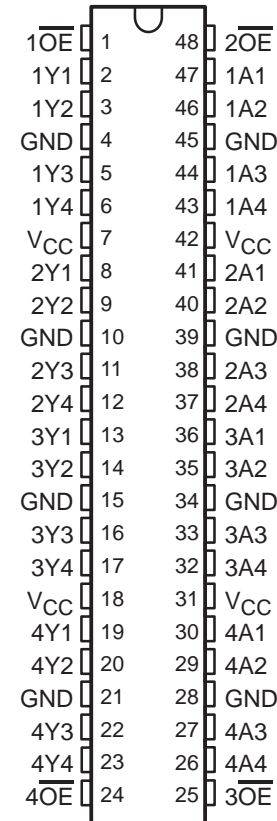 1O̅E̅ 1 48 2O̅E̅
1Y1 2 47 1A1
1Y2 3 46 1A2
GND 4 45 GND
1Y3 5 44 1A3
1Y4 6 43 1A4
VCC 7 42 VCC
2Y1 8 41 2A1
2Y2 9 40 2A2
GND 10 39 GND
2Y3 11 38 2A3
2Y4 12 37 2A4
3Y1 13 36 3A1
3Y2 14 35 3A2
GND 15 34 GND
3Y3 16 33 3A3
3Y4 17 32 3A4
VCC 18 31 VCC
4Y1 19 30 4A1
4Y2 20 29 4A2
GND 21 28 GND
4Y3 22 27 4A3
4Y4 23 26 4A4
4O̅E̅ 24 25 3O̅E̅